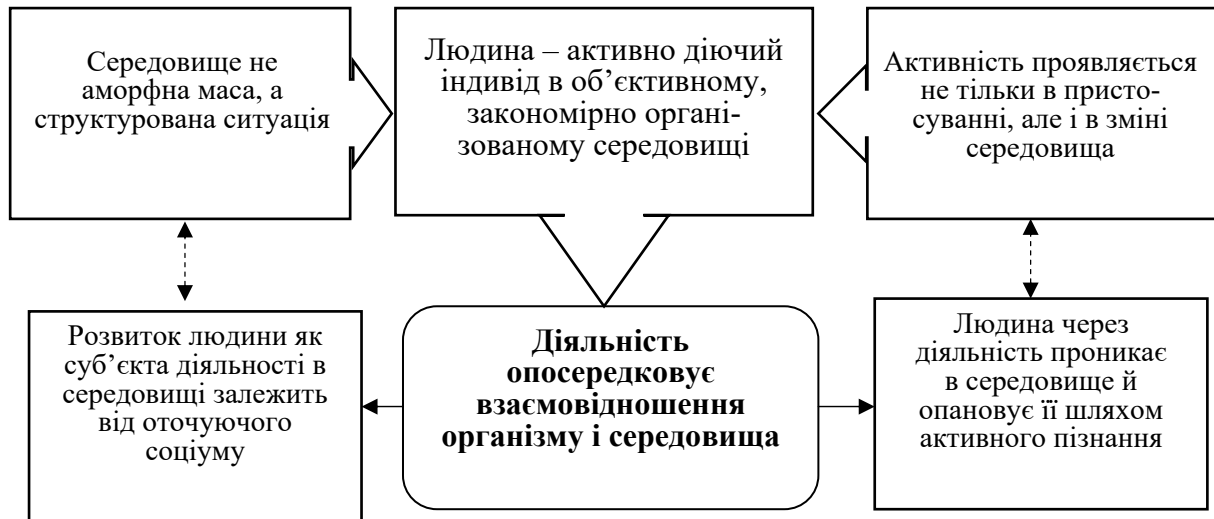 Середовище не
аморфна маса, а
структурована ситуація
Людина – активно діючий
індивід в об’єктивному,
закономірно органі-
зованому середовищі
Активність проявляється
не тільки в присто-
суванні, але і в зміні
середовища
Розвиток людини як
суб’єкта діяльності в
середовищі залежить
від оточуючого
соціуму
Діяльність
опосередковує
взаємовідношення
організму і середовища
Людина через
діяльність проникає
в середовище й
опановує її шляхом
активного пізнання